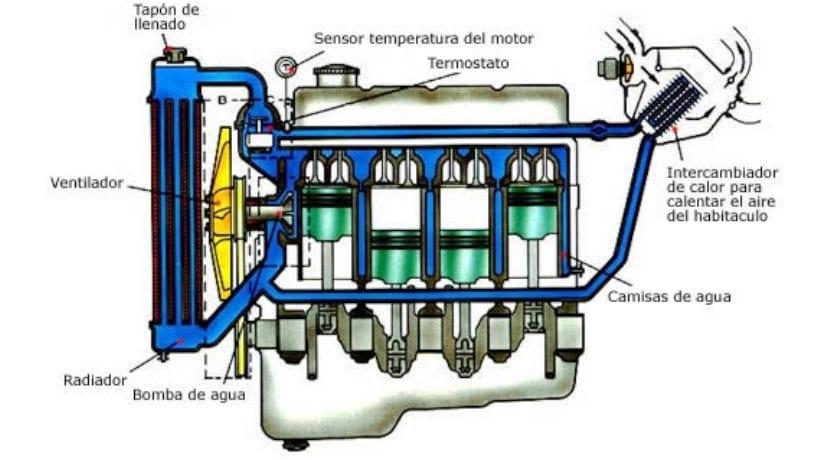 Tapón de
llenado
Sensor temperatura del motor
Termostato
B
Ventilador
Intercambiador
de calor para
calentar el aire
del habitaculo
Camisas de agua
Radiador
Bomba de agua